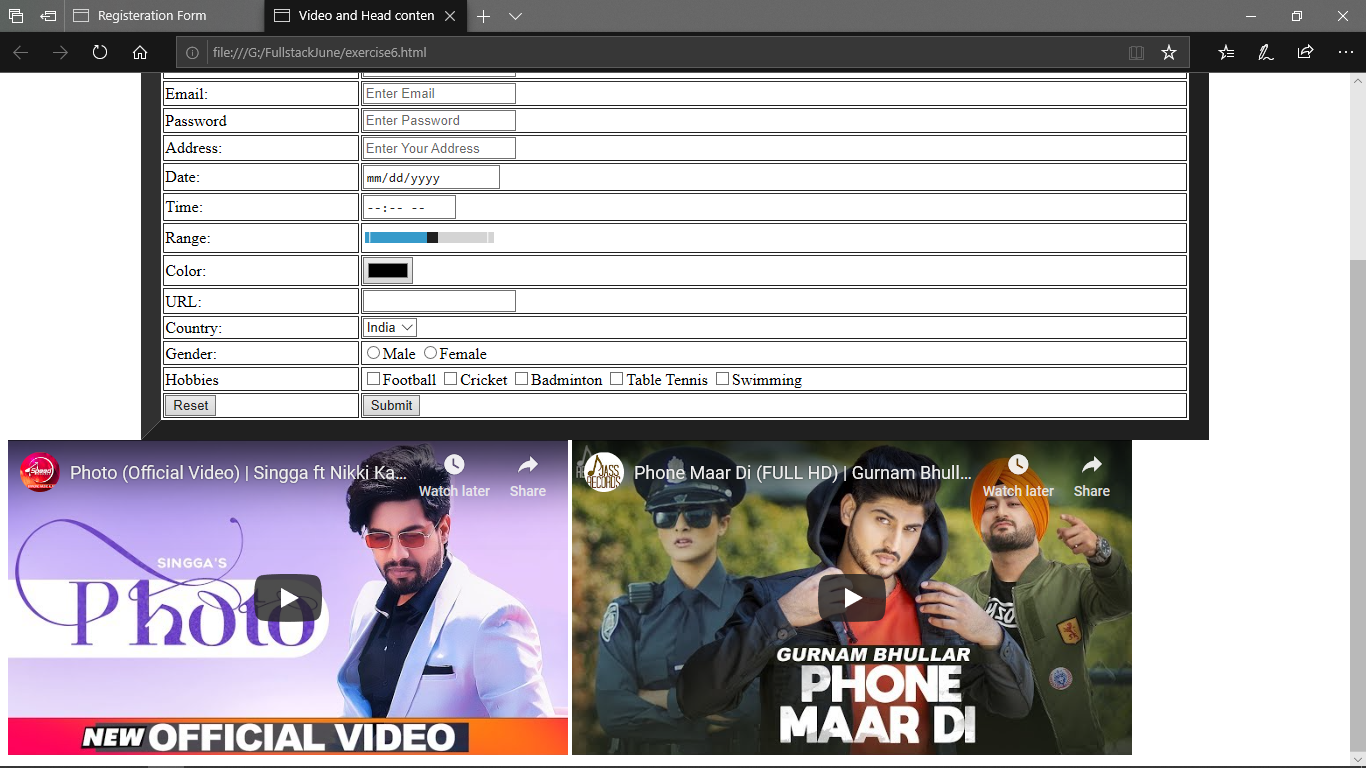 Registeration Form
Video and Head conten
file:///G:/FullstackJune/exercise6.html
Email: Enter Email
Password Enter Password
Address: Enter Your Address
Date: mm/dd/yyyy
Time: --:-- --
Range:
Color:
URL:
Country: India
Gender: Male Female
Hobbies Football Cricket Badminton Table Tennis Swimming
Reset Submit
Speed
Photo (Official Video) | Singga ft Nikki Ka...
Watch later
Share
SINGGA'S
Photo
NEW OFFICIAL VIDEO
JASS
RECORDS
Phone Maar Di (FULL HD) | Gurnam Bhull...
Watch later
Share
GURNAM BHULLAR
PHONE
MAAR DI